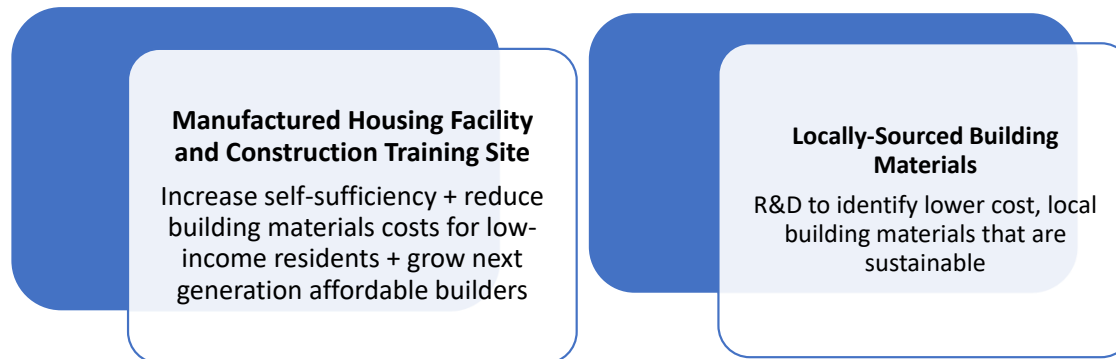 Manufactured Housing Facility
and Construction Training Site
Increase self-sufficiency + reduce
building materials costs for low-
income residents + grow next
generation affordable builders
Locally-Sourced Building
Materials
R&D to identify lower cost, local
building materials that are
sustainable